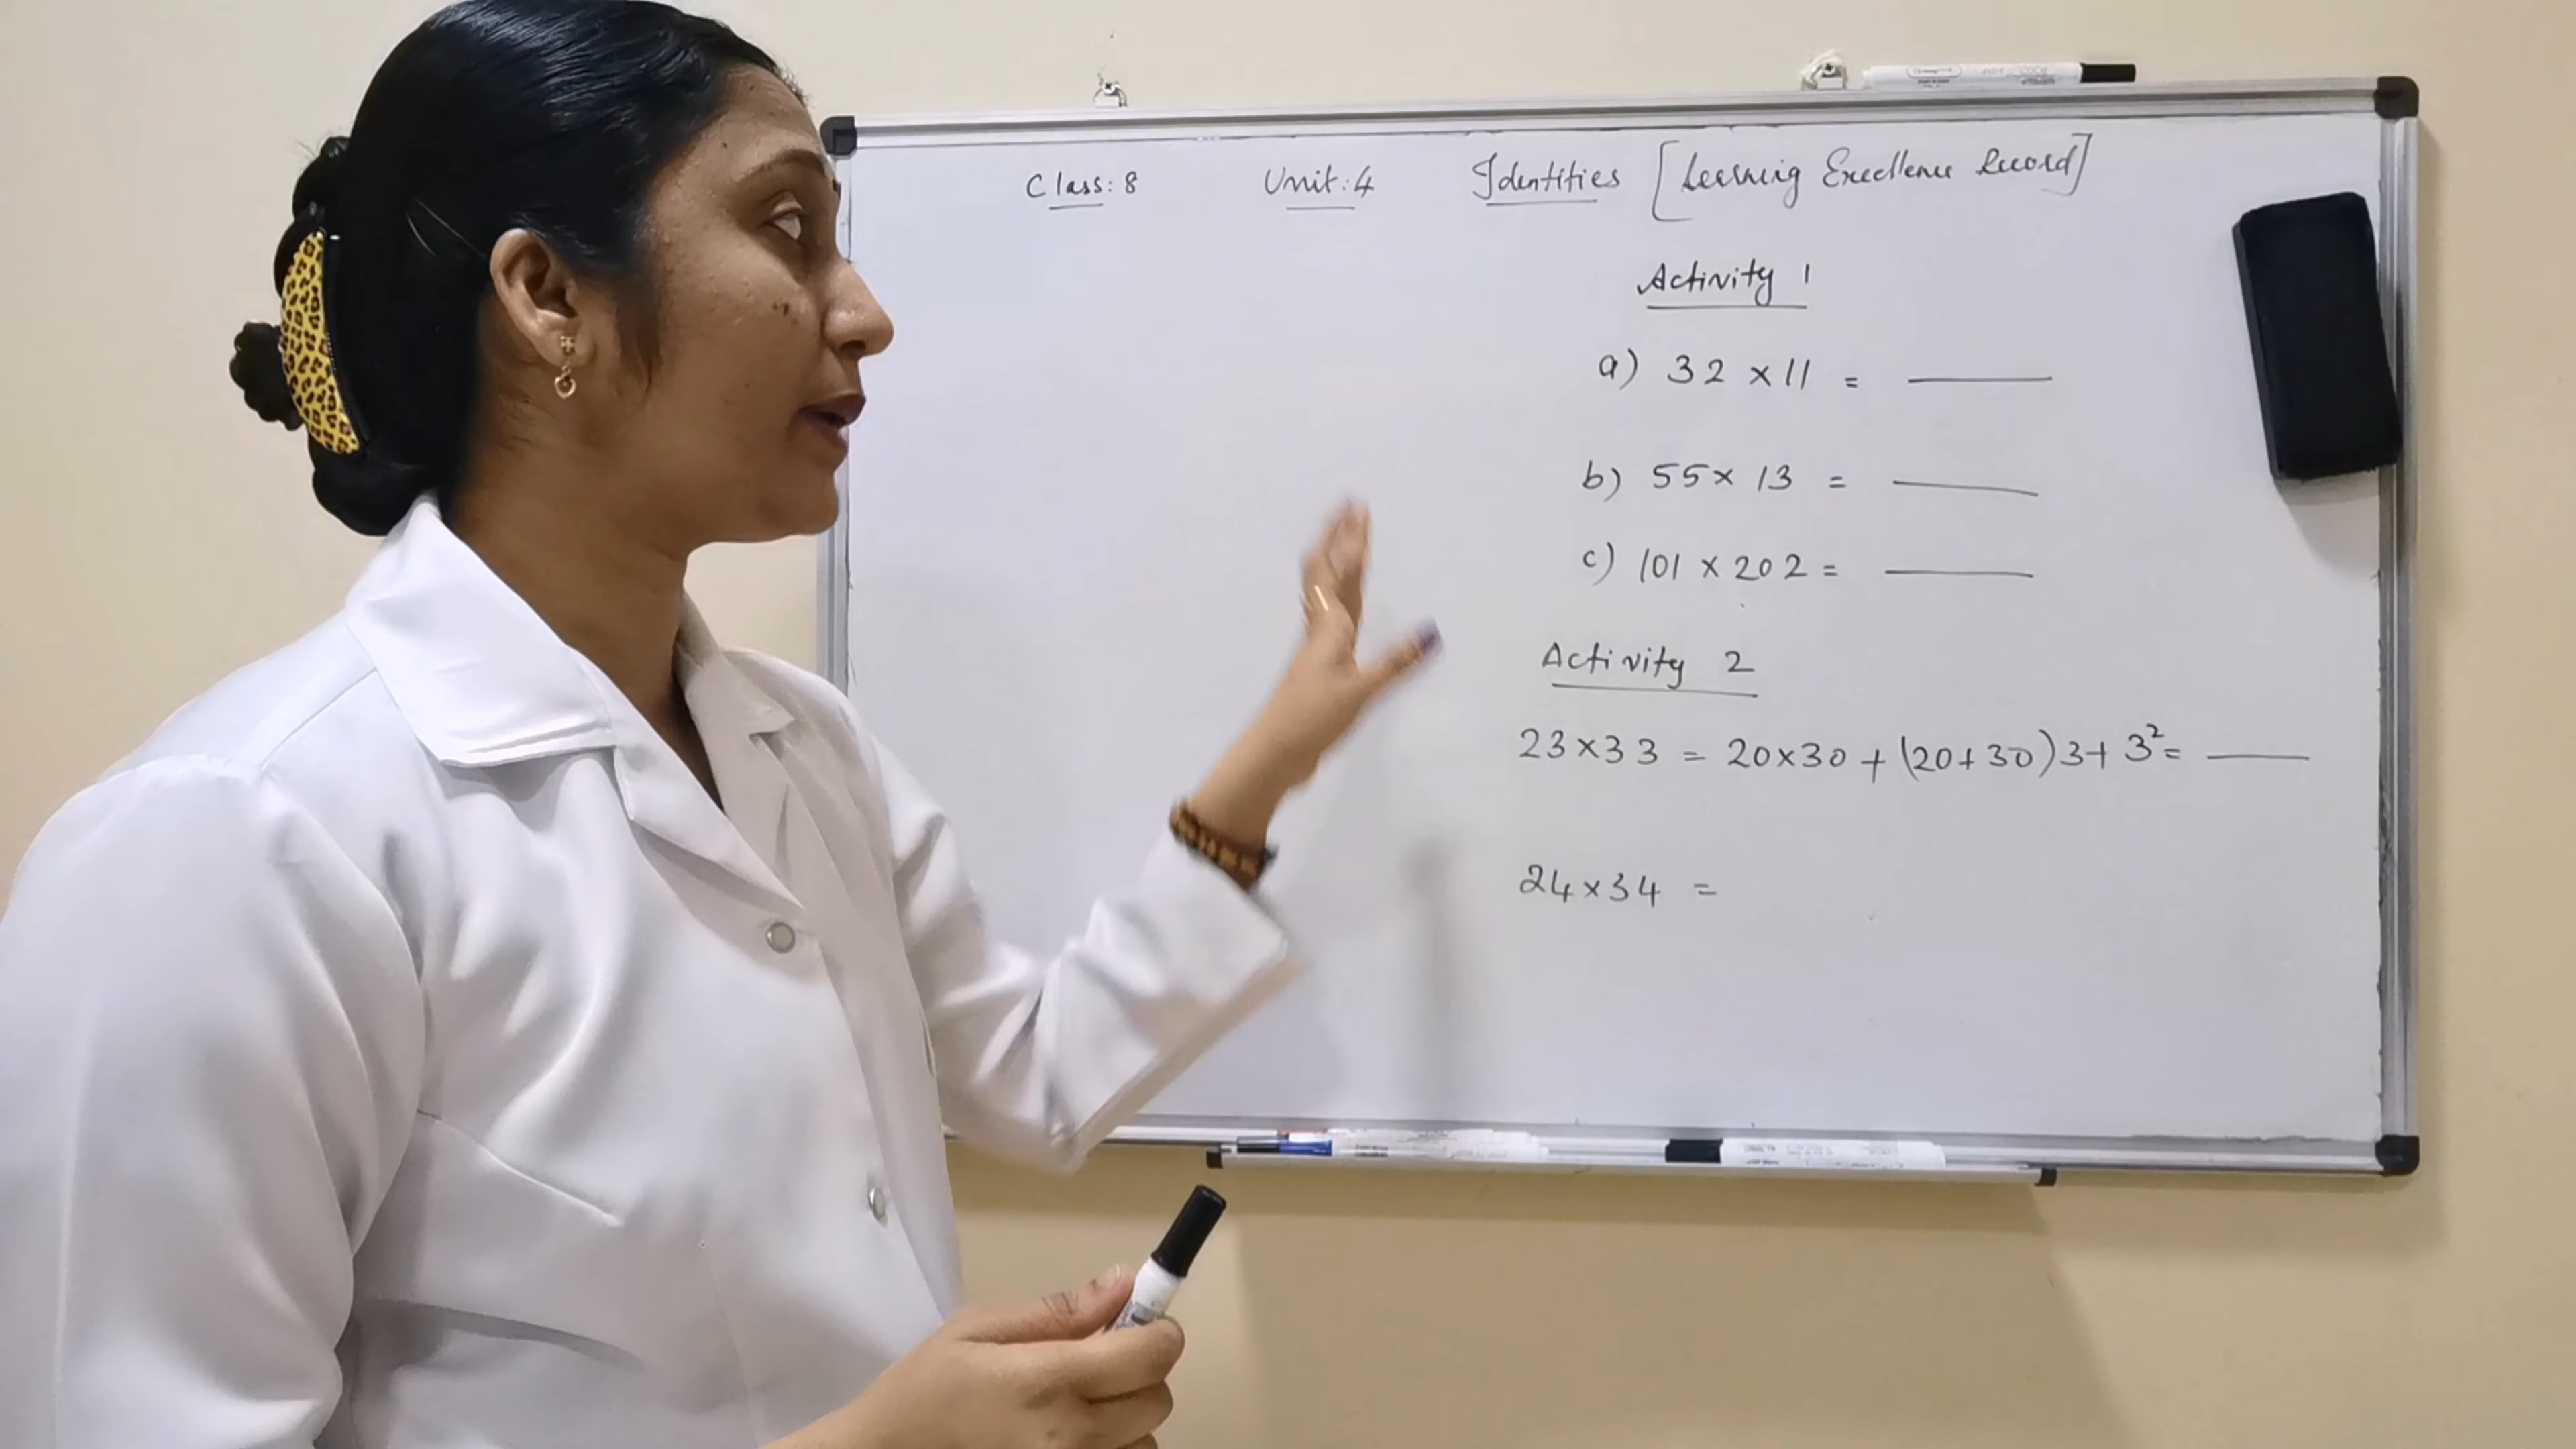 Class: 8 Unit: 4 Identities [Learning Excellence Record]
Activity 1
a) 32 × 11 = ____
b) 55 × 13 = ____
c) 101 × 202 = ____
Activity 2
23 × 33 = 20 × 30 + (20 + 30) 3 + 3² = ____
24 × 34 =